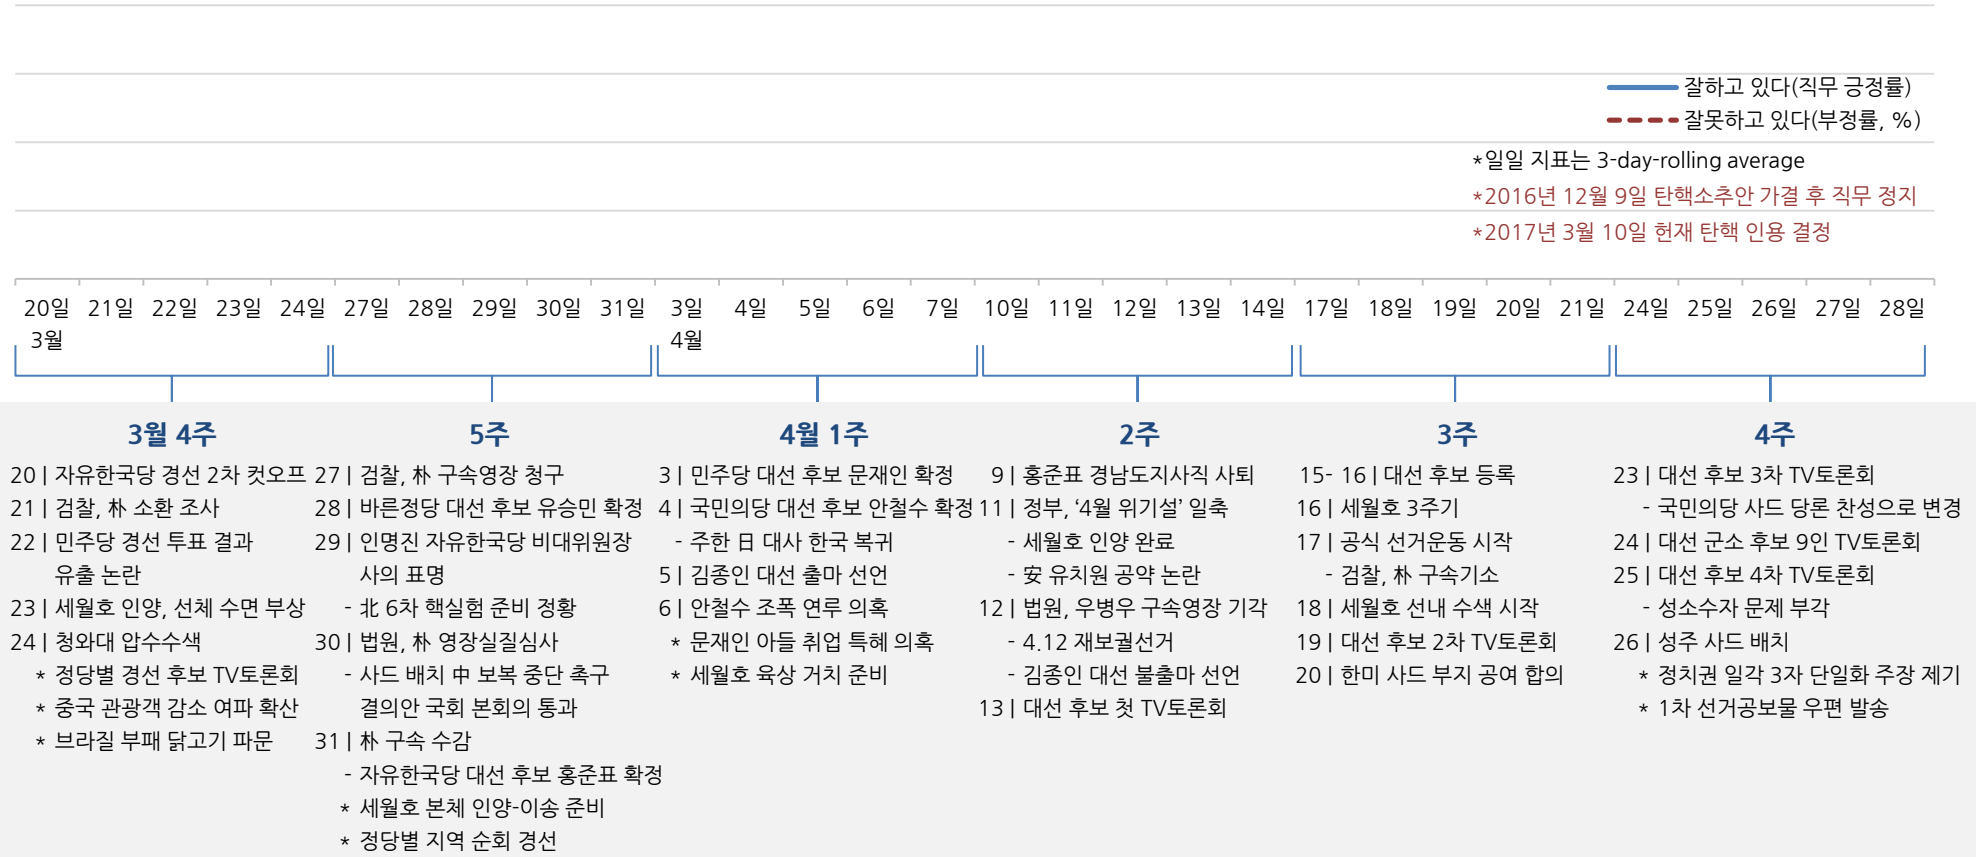 잘하고 있다(직무 긍정률)
잘못하고 있다(부정률, %)
*일일 지표는 3-day-rolling average
*2016년 12월 9일 탄핵소추안 가결 후 직무 정지
*2017년 3월 10일 헌재 탄핵 인용 결정
20일 21일 22일 23일 24일 27일 28일 29일 30일 31일 3일 4일 5일 6일 7일 10일 11일 12일 13일 14일 17일 18일 19일 20일 21일 24일 25일 26일 27일 28일
3월 4월
3월 4주
20 | 자유한국당 경선 2차 컷오프
21 | 검찰, 朴 소환 조사
22 | 민주당 경선 투표 결과
유출 논란
23 | 세월호 인양, 선체 수면 부상
24 | 청와대 압수수색
* 정당별 경선 후보 TV토론회
* 중국 관광객 감소 여파 확산
* 브라질 부패 닭고기 파문
5주
27 | 검찰, 朴 구속영장 청구
28 | 바른정당 대선 후보 유승민 확정
29 | 인명진 자유한국당 비대위원장
사의 표명
- 北 6차 핵실험 준비 정황
30 | 법원, 朴 영장실질심사
- 사드 배치 中 보복 중단 촉구
결의안 국회 본회의 통과
31 | 朴 구속 수감
- 자유한국당 대선 후보 홍준표 확정
* 세월호 본체 인양-이송 준비
* 정당별 지역 순회 경선
4월 1주
3 | 민주당 대선 후보 문재인 확정
4 | 국민의당 대선 후보 안철수 확정
- 주한 日 대사 한국 복귀
5 | 김종인 대선 출마 선언
6 | 안철수 조폭 연루 의혹
* 문재인 아들 취업 특혜 의혹
* 세월호 육상 거치 준비
2주
9 | 홍준표 경남도지사직 사퇴
11 | 정부, ‘4월 위기설’ 일축
- 세월호 인양 완료
- 安 유치원 공약 논란
12 | 법원, 우병우 구속영장 기각
- 4.12 재보궐선거
- 김종인 대선 불출마 선언
13 | 대선 후보 첫 TV토론회
3주
15- 16 | 대선 후보 등록
16 | 세월호 3주기
17 | 공식 선거운동 시작
- 검찰, 朴 구속기소
18 | 세월호 선내 수색 시작
19 | 대선 후보 2차 TV토론회
20 | 한미 사드 부지 공여 합의
4주
23 | 대선 후보 3차 TV토론회
- 국민의당 사드 당론 찬성으로 변경
24 | 대선 군소 후보 9인 TV토론회
25 | 대선 후보 4차 TV토론회
- 성소수자 문제 부각
26 | 성주 사드 배치
* 정치권 일각 3자 단일화 주장 제기
* 1차 선거공보물 우편 발송